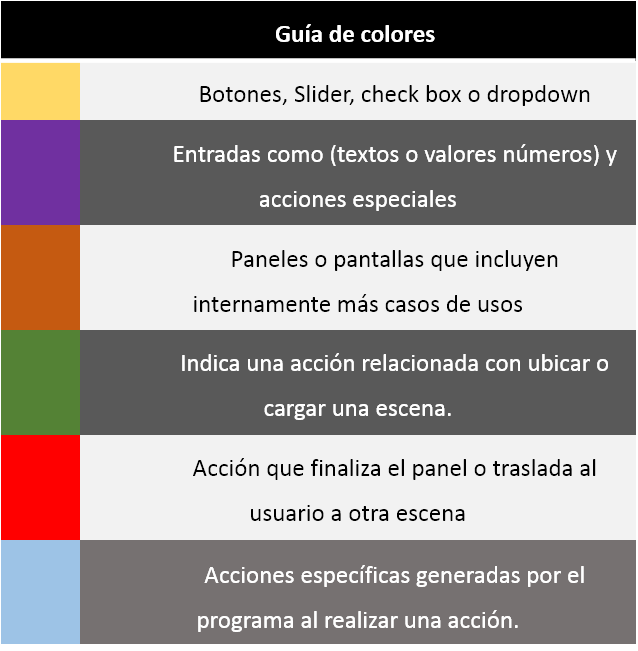 Guía de colores
Botones, Slider, check box o dropdown
Entradas como (textos o valores números) y
acciones especiales
Paneles o pantallas que incluyen
internamente más casos de usos
Indica una acción relacionada con ubicar o
cargar una escena.
Acción que finaliza el panel o traslada al
usuario a otra escena
Acciones específicas generadas por el
programa al realizar una acción.